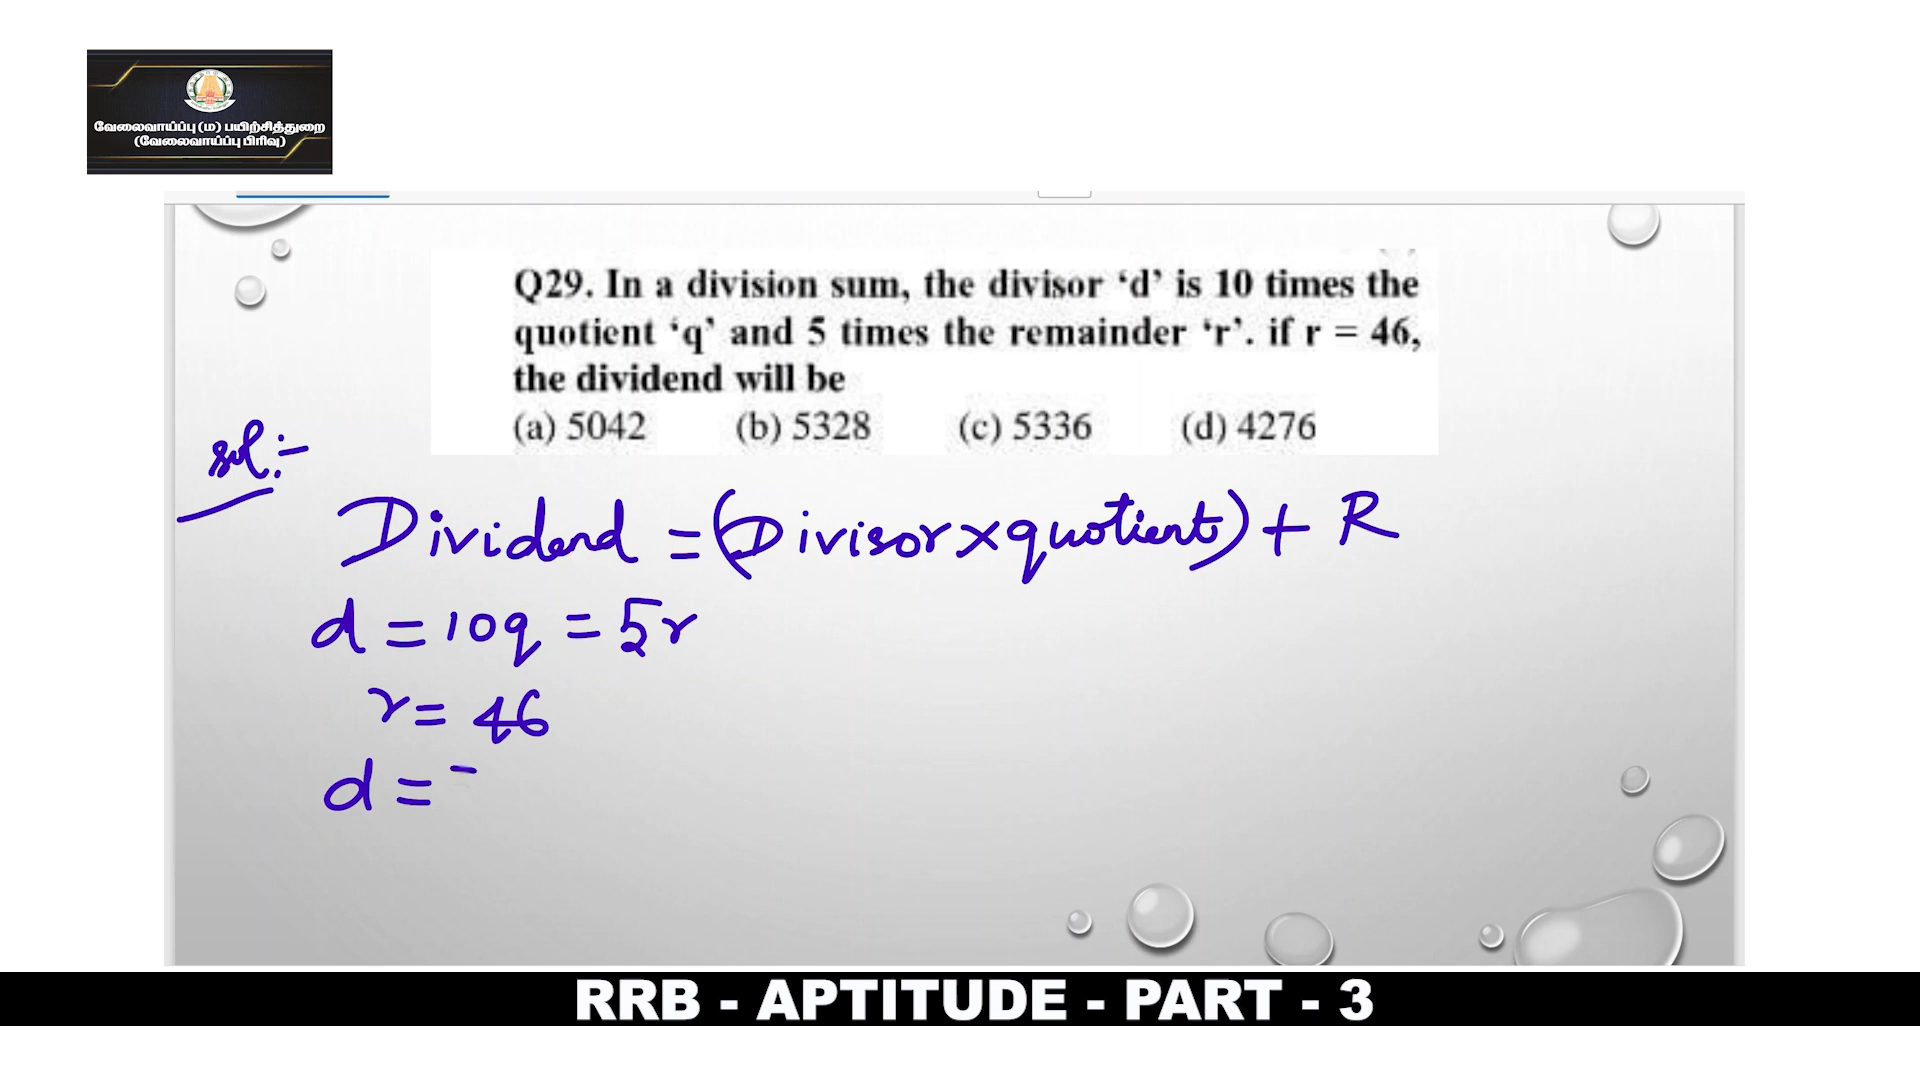 வேலைவாய்ப்பு (ம) பயிற்சித்துறை
(வேலைவாய்ப்பு பிரிவு)
Q29. In a division sum, the divisor ‘d’ is 10 times the
quotient ‘q’ and 5 times the remainder ‘r’. if r = 46,
the dividend will be
(a) 5042 (b) 5328 (c) 5336 (d) 4276
sol:-
Dividend = (Divisor × quotient) + R
d = 10q = 5r
r = 46
d =
RRB - APTITUDE - PART - 3